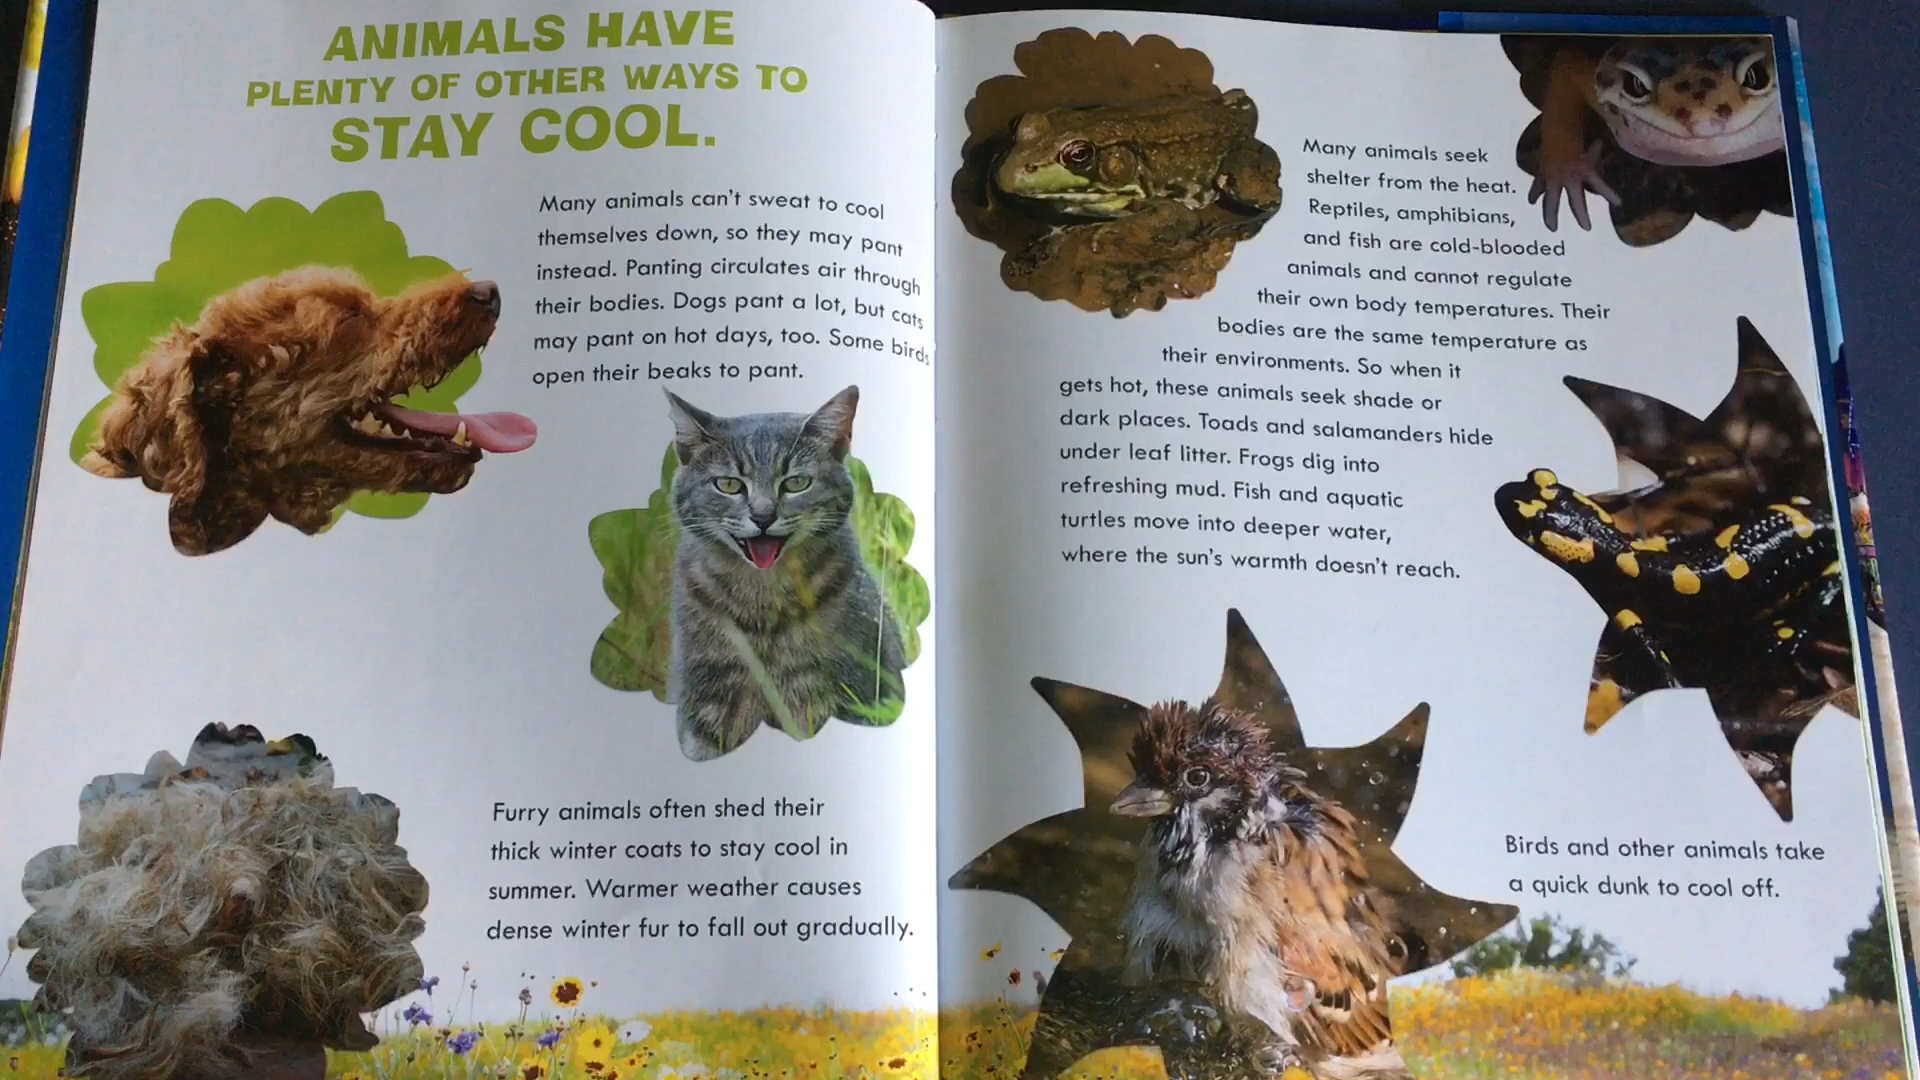 ANIMALS HAVE
PLENTY OF OTHER WAYS TO
STAY COOL.
Many animals can't sweat to cool
themselves down, so they may pant
instead. Panting circulates air through
their bodies. Dogs pant a lot, but cats
may pant on hot days, too. Some birds
open their beaks to pant.
Furry animals often shed their
thick winter coats to stay cool in
summer. Warmer weather causes
dense winter fur to fall out gradually.
Many animals seek
shelter from the heat.
Reptiles, amphibians,
and fish are cold-blooded
animals and cannot regulate
their own body temperatures. Their
bodies are the same temperature as
their environments. So when it
gets hot, these animals seek shade or
dark places. Toads and salamanders hide
under leaf litter. Frogs dig into
refreshing mud. Fish and aquatic
turtles move into deeper water,
where the sun's warmth doesn't reach.
Birds and other animals take
a quick dunk to cool off.